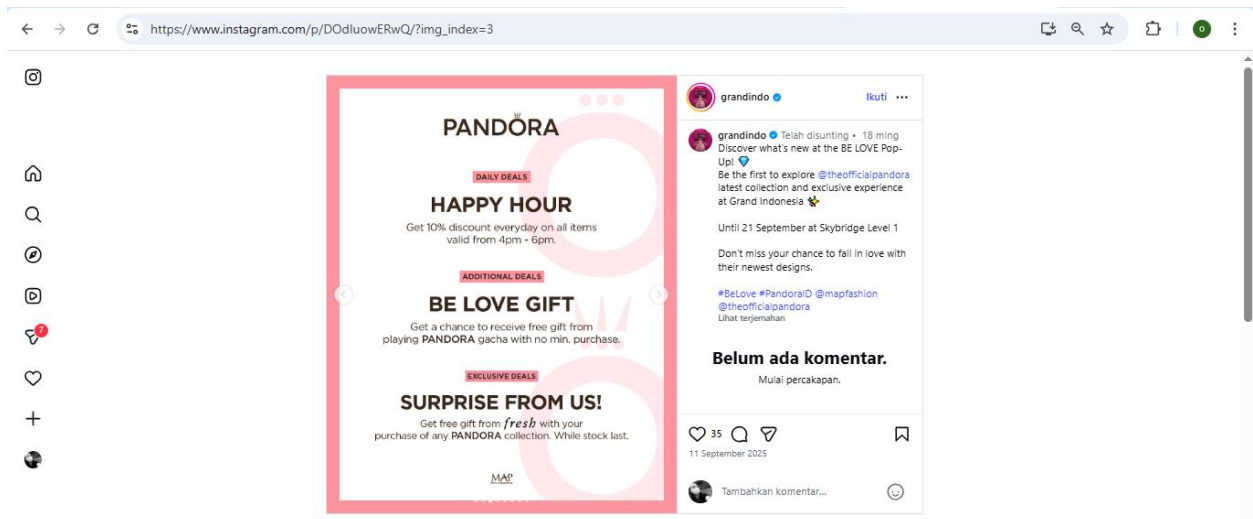 https://www.instagram.com/p/DOdIuowERwQ/?img_index=3
o
7
PANDORA
DAILY DEALS
HAPPY HOUR
Get 10% discount everyday on all items
valid from 4pm - 6pm.
ADDITIONAL DEALS
BE LOVE GIFT
Get a chance to receive free gift from
playing PANDORA gacha with no min. purchase.
EXCLUSIVE DEALS
SURPRISE FROM US!
Get free gift from fresh with your
purchase of any PANDORA collection. While stock last.
MAP
grandindo
Ikuti
grandindo Telah disunting • 18 ming
Discover what's new at the BE LOVE Pop-
Up! 💎
Be the first to explore @theofficialpandora
latest collection and exclusive experience
at Grand Indonesia ✨
Until 21 September at Skybridge Level 1
Don't miss your chance to fall in love with
their newest designs.
#BeLove #PandoraID @mapfashion
@theofficialpandora
Lihat terjemahan
Belum ada komentar.
Mulai percakapan.
35
11 September 2025
Tambahkan komentar...